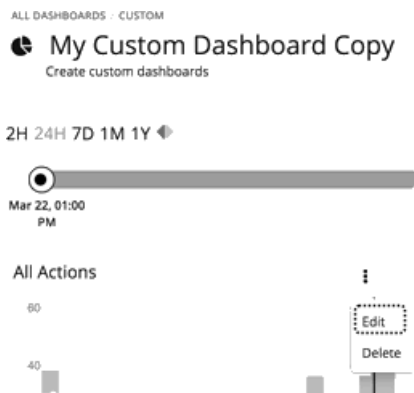 ALL DASHBOARDS / CUSTOM
My Custom Dashboard Copy
Create custom dashboards
2H 24H 7D 1M 1Y
Mar 22, 01:00
PM
All Actions
60
Edit
Delete
40